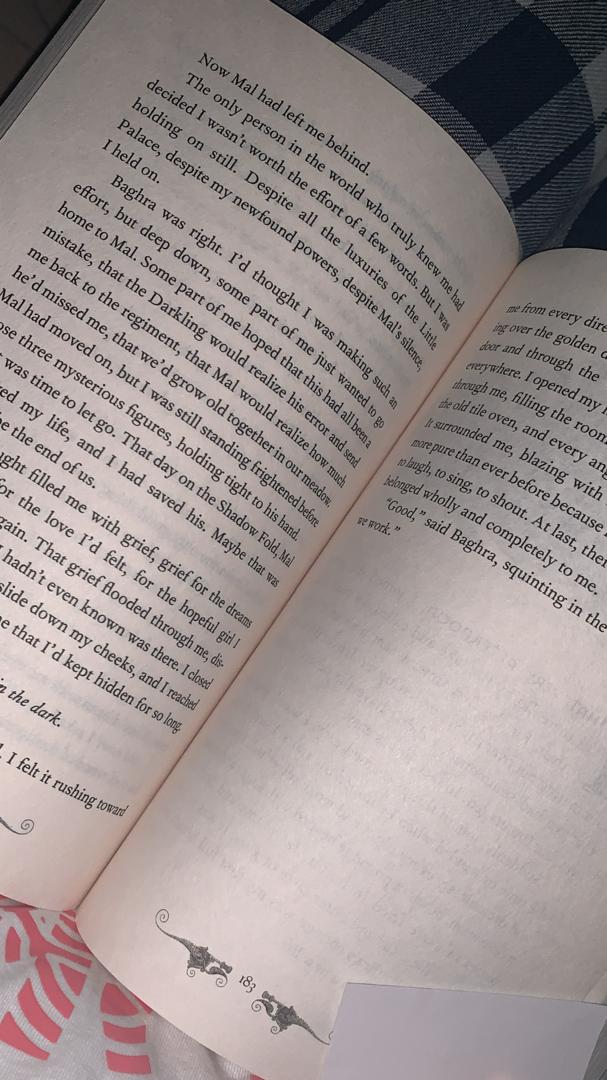 Now Mal had left me behind.
The only person in the world who truly knew me had
decided I wasn't worth the effort of a few words. But I was
holding on still. Despite all the luxuries of the Little
Palace, despite my newfound powers, despite Mal's silence,
I held on.
Baghra was right. I'd thought I was making such an
effort, but deep down, some part of me just wanted to go
home to Mal. Some part of me hoped that this had all been a
mistake, that the Darkling would realize his error and send
me back to the regiment, that Mal would realize how much
he'd missed me, that we'd grow old together in our meadow.
Mal had moved on, but I was still standing frightened before
ose three mysterious figures, holding tight to his hand.
was time to let go. That day on the Shadow Fold, Mal
ed my life, and I had saved his. Maybe that was
be the end of us.
ught filled me with grief, grief for the dreams
for the love I'd felt, for the hopeful girl I
gain. That grief flooded through me, dis-
I hadn't even known was there. I closed
slide down my cheeks, and I reached
e that I'd kept hidden for so long.
in the dark.
I felt it rushing toward
me from every dire
ing over the golden
door and through the
everywhere. I opened my
through me, filling the room
the old tile oven, and every ang
It surrounded me, blazing with
more pure than ever before because
to laugh, to sing, to shout. At last, ther
belonged wholly and completely to me.
"Good," said Baghra, squinting in the
we work."
183